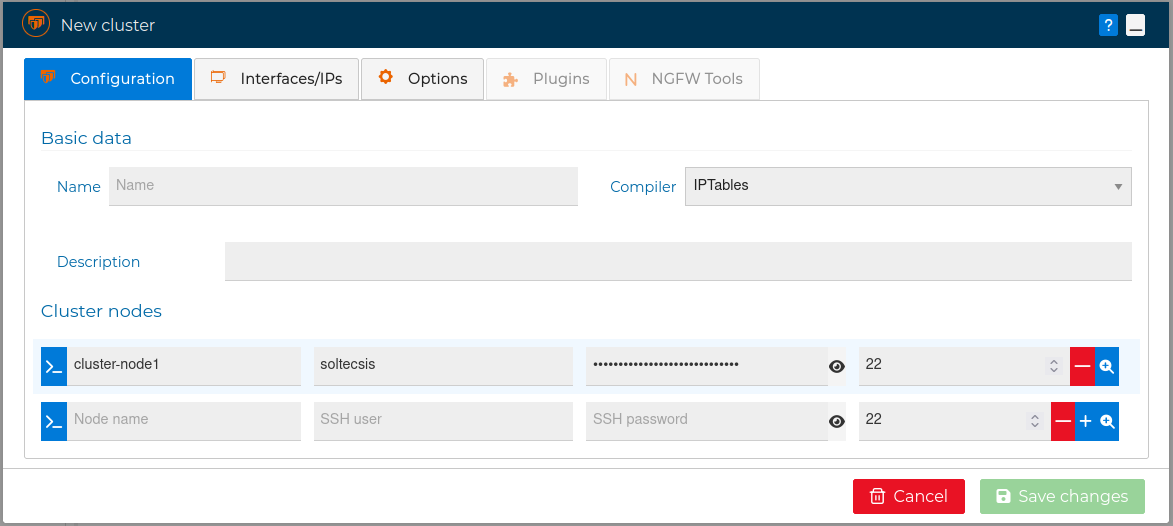 New cluster
?
Configuration Interfaces/IPs Options Plugins NGFW Tools
Basic data
Name Name Compiler IPTables
Description
Cluster nodes
cluster-node1 soltecsis ••••••••••••••••••••••••••••• 22
Node name SSH user SSH password 22
Cancel Save changes